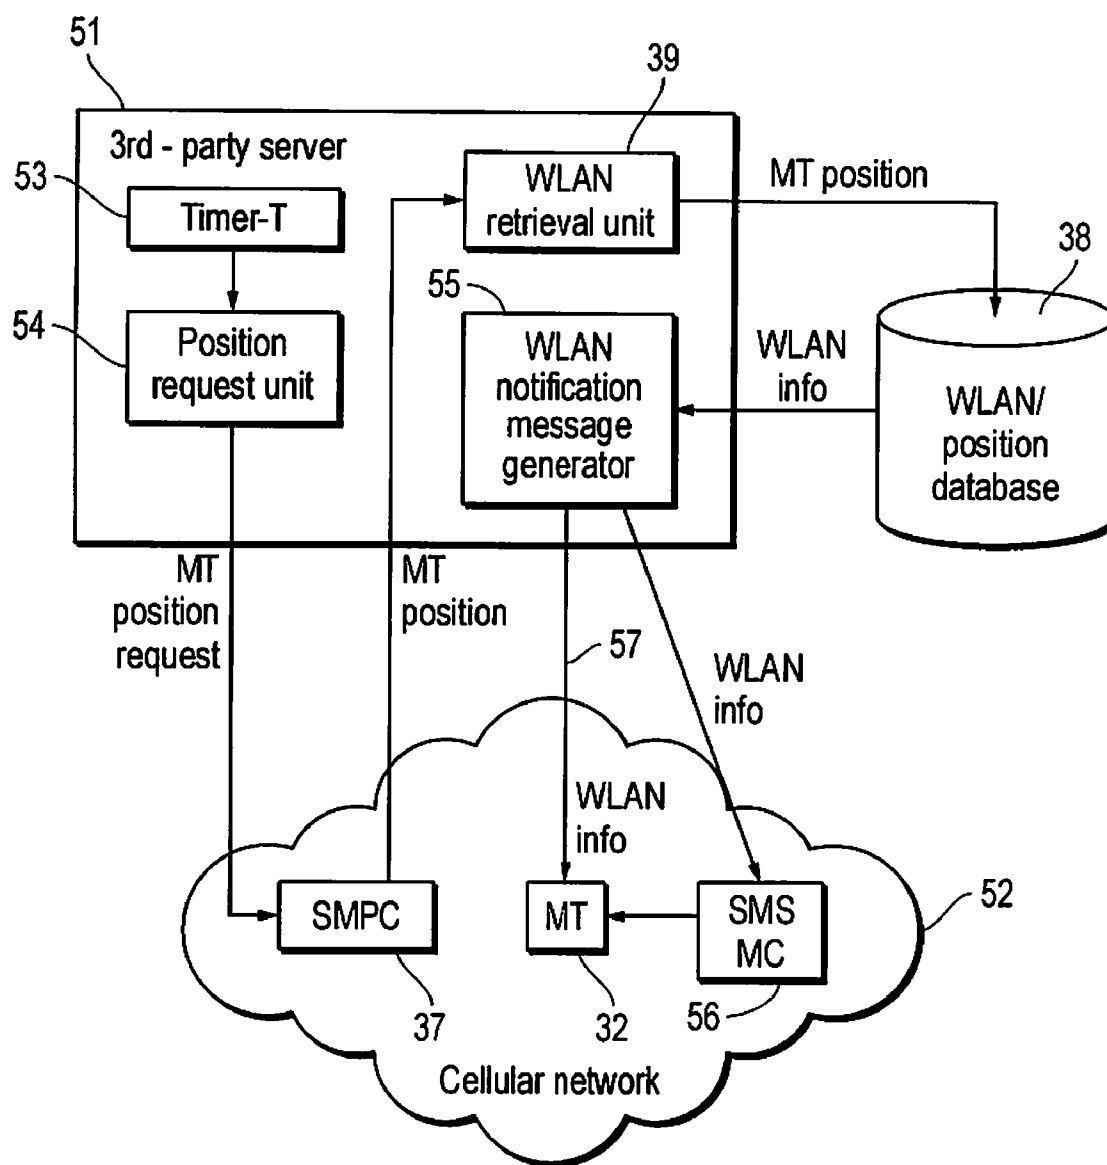 51
39
3rd - party server
53
Timer-T
WLAN
retrieval unit
MT position
38
55
54
Position
request unit
WLAN
notification
message
generator
WLAN
info
WLAN/
position
database
MT
position
request
MT
position
57
WLAN
info
WLAN
info
SMPC
MT
SMS
MC
52
37
32
56
Cellular network